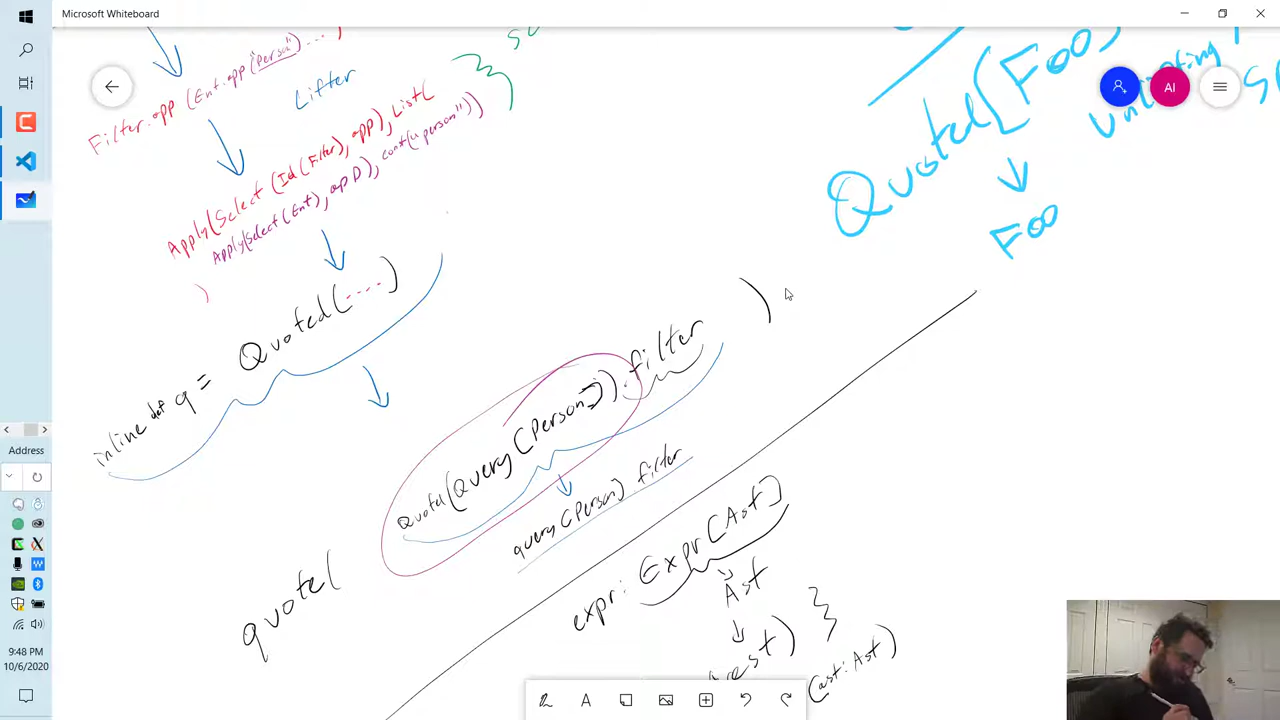 Microsoft Whiteboard
Filter.app (Ent.app("Person")...,
Lifter
Apply(Select (Id(Filter), app), List(
Apply(Select(Ent), app), const("person"))
)
inline def q = Quoted(....)
Quoted(Foo,
unlifting
Foo
quote(
Quoted(Query(Person)).filter )
query(Person) filter
expr: Expr[Ast]
Ast
(ast: Ast)
AI
Address
9:48 PM
10/6/2020